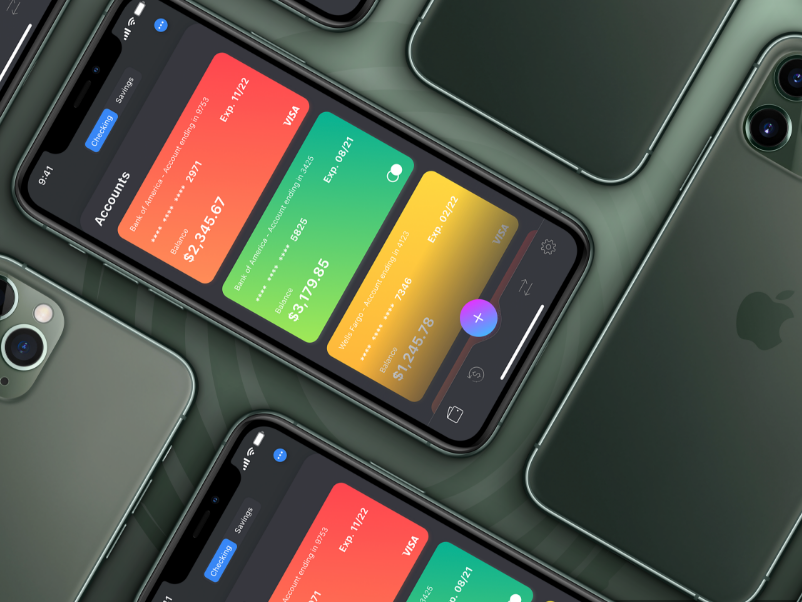 9:41
Checking
Savings
Accounts
Bank of America - Account ending in 9753
**** **** **** 2971
Exp. 11/22
Balance
$2,345.67
VISA
Bank of America - Account ending in 3425
**** **** **** 5825
Exp. 08/21
Balance
$3,179.85
Wells Fargo - Account ending in 4123
**** **** **** 7346
Exp. 02/22
Balance
$1,245.78
VISA
Checking
Savings
Account ending in 9753
Exp. 11/22
VISA
3425
08/21